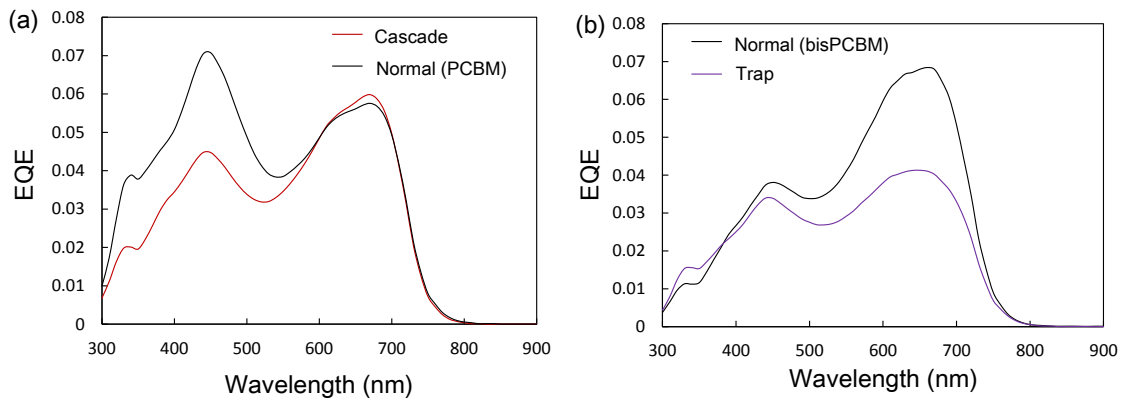 (a)
EQE
0.08
0.07
0.06
0.05
0.04
0.03
0.02
0.01
0
Cascade
Normal (PCBM)
300 400 500 600 700 800 900
Wavelength (nm)
(b)
EQE
0.08
0.07
0.06
0.05
0.04
0.03
0.02
0.01
0
Normal (bisPCBM)
Trap
300 400 500 600 700 800 900
Wavelength (nm)